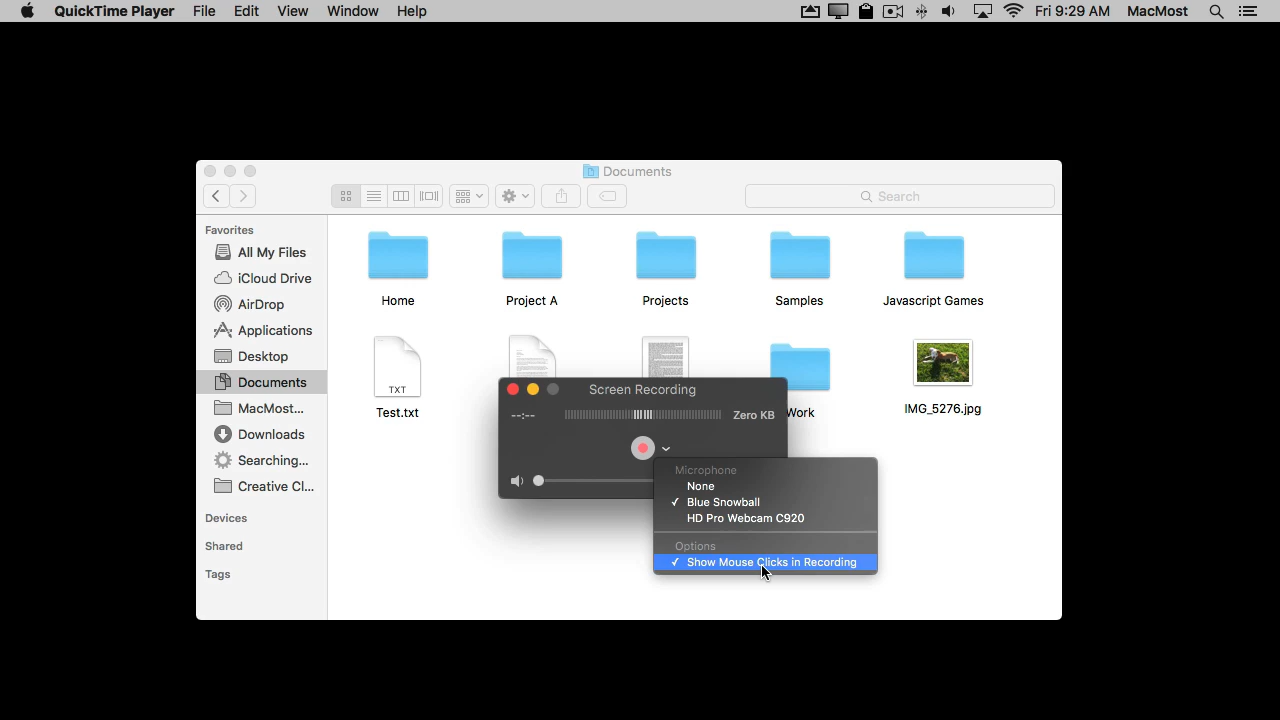 QuickTime Player File Edit View Window Help Fri 9:29 AM MacMost
Documents
Search
Favorites
All My Files
iCloud Drive
AirDrop
Applications
Desktop
Documents
MacMost...
Downloads
Searching...
Creative Cl...
Devices
Shared
Tags
Home Project A Projects Samples Javascript Games
TXT
Test.txt Work IMG_5276.jpg
Screen Recording
--:-- Zero KB
Microphone
None
✓ Blue Snowball
HD Pro Webcam C920
Options
✓ Show Mouse Clicks in Recording